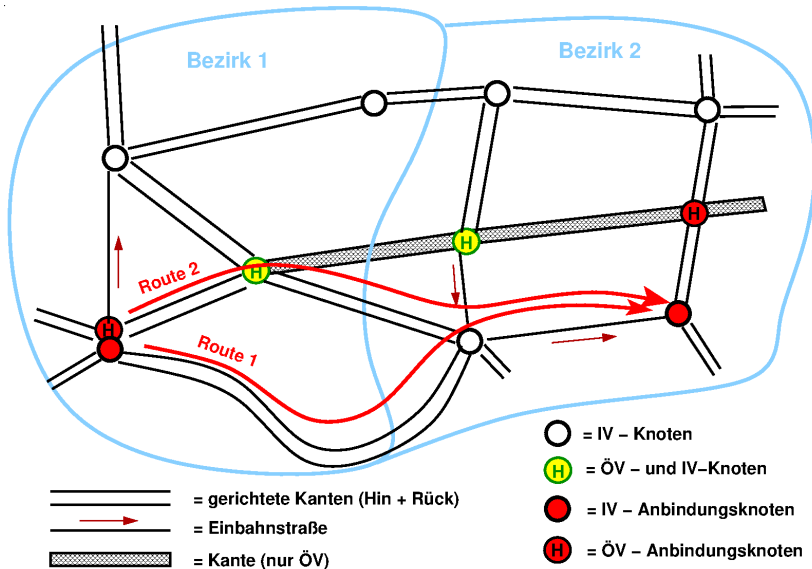 Bezirk 1
Bezirk 2
H
H
H
Route 2
H
Route 1
= IV – Knoten
H = ÖV – und IV–Knoten
= IV – Anbindungsknoten
H = ÖV – Anbindungsknoten
= gerichtete Kanten (Hin + Rück)
= Einbahnstraße
= Kante (nur ÖV)